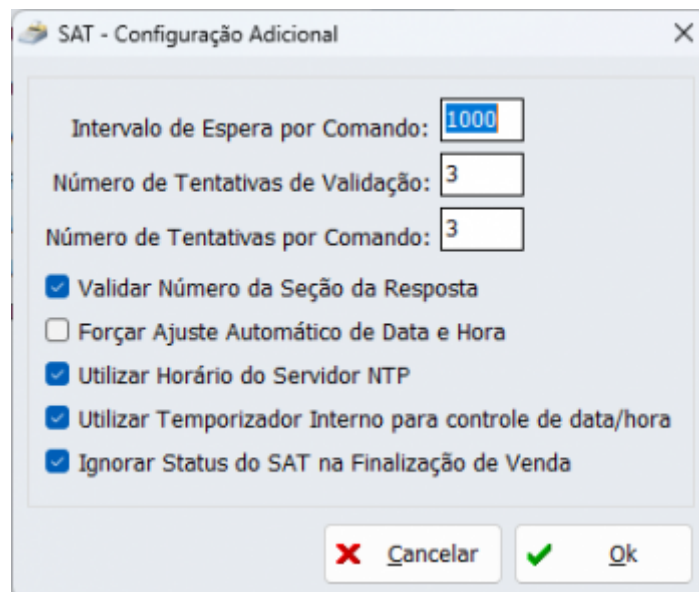 SAT - Configuração Adicional
Intervalo de Espera por Comando: 1000
Número de Tentativas de Validação: 3
Número de Tentativas por Comando: 3
Validar Número da Seção da Resposta
Forçar Ajuste Automático de Data e Hora
Utilizar Horário do Servidor NTP
Utilizar Temporizador Interno para controle de data/hora
Ignorar Status do SAT na Finalização de Venda
Cancelar Ok